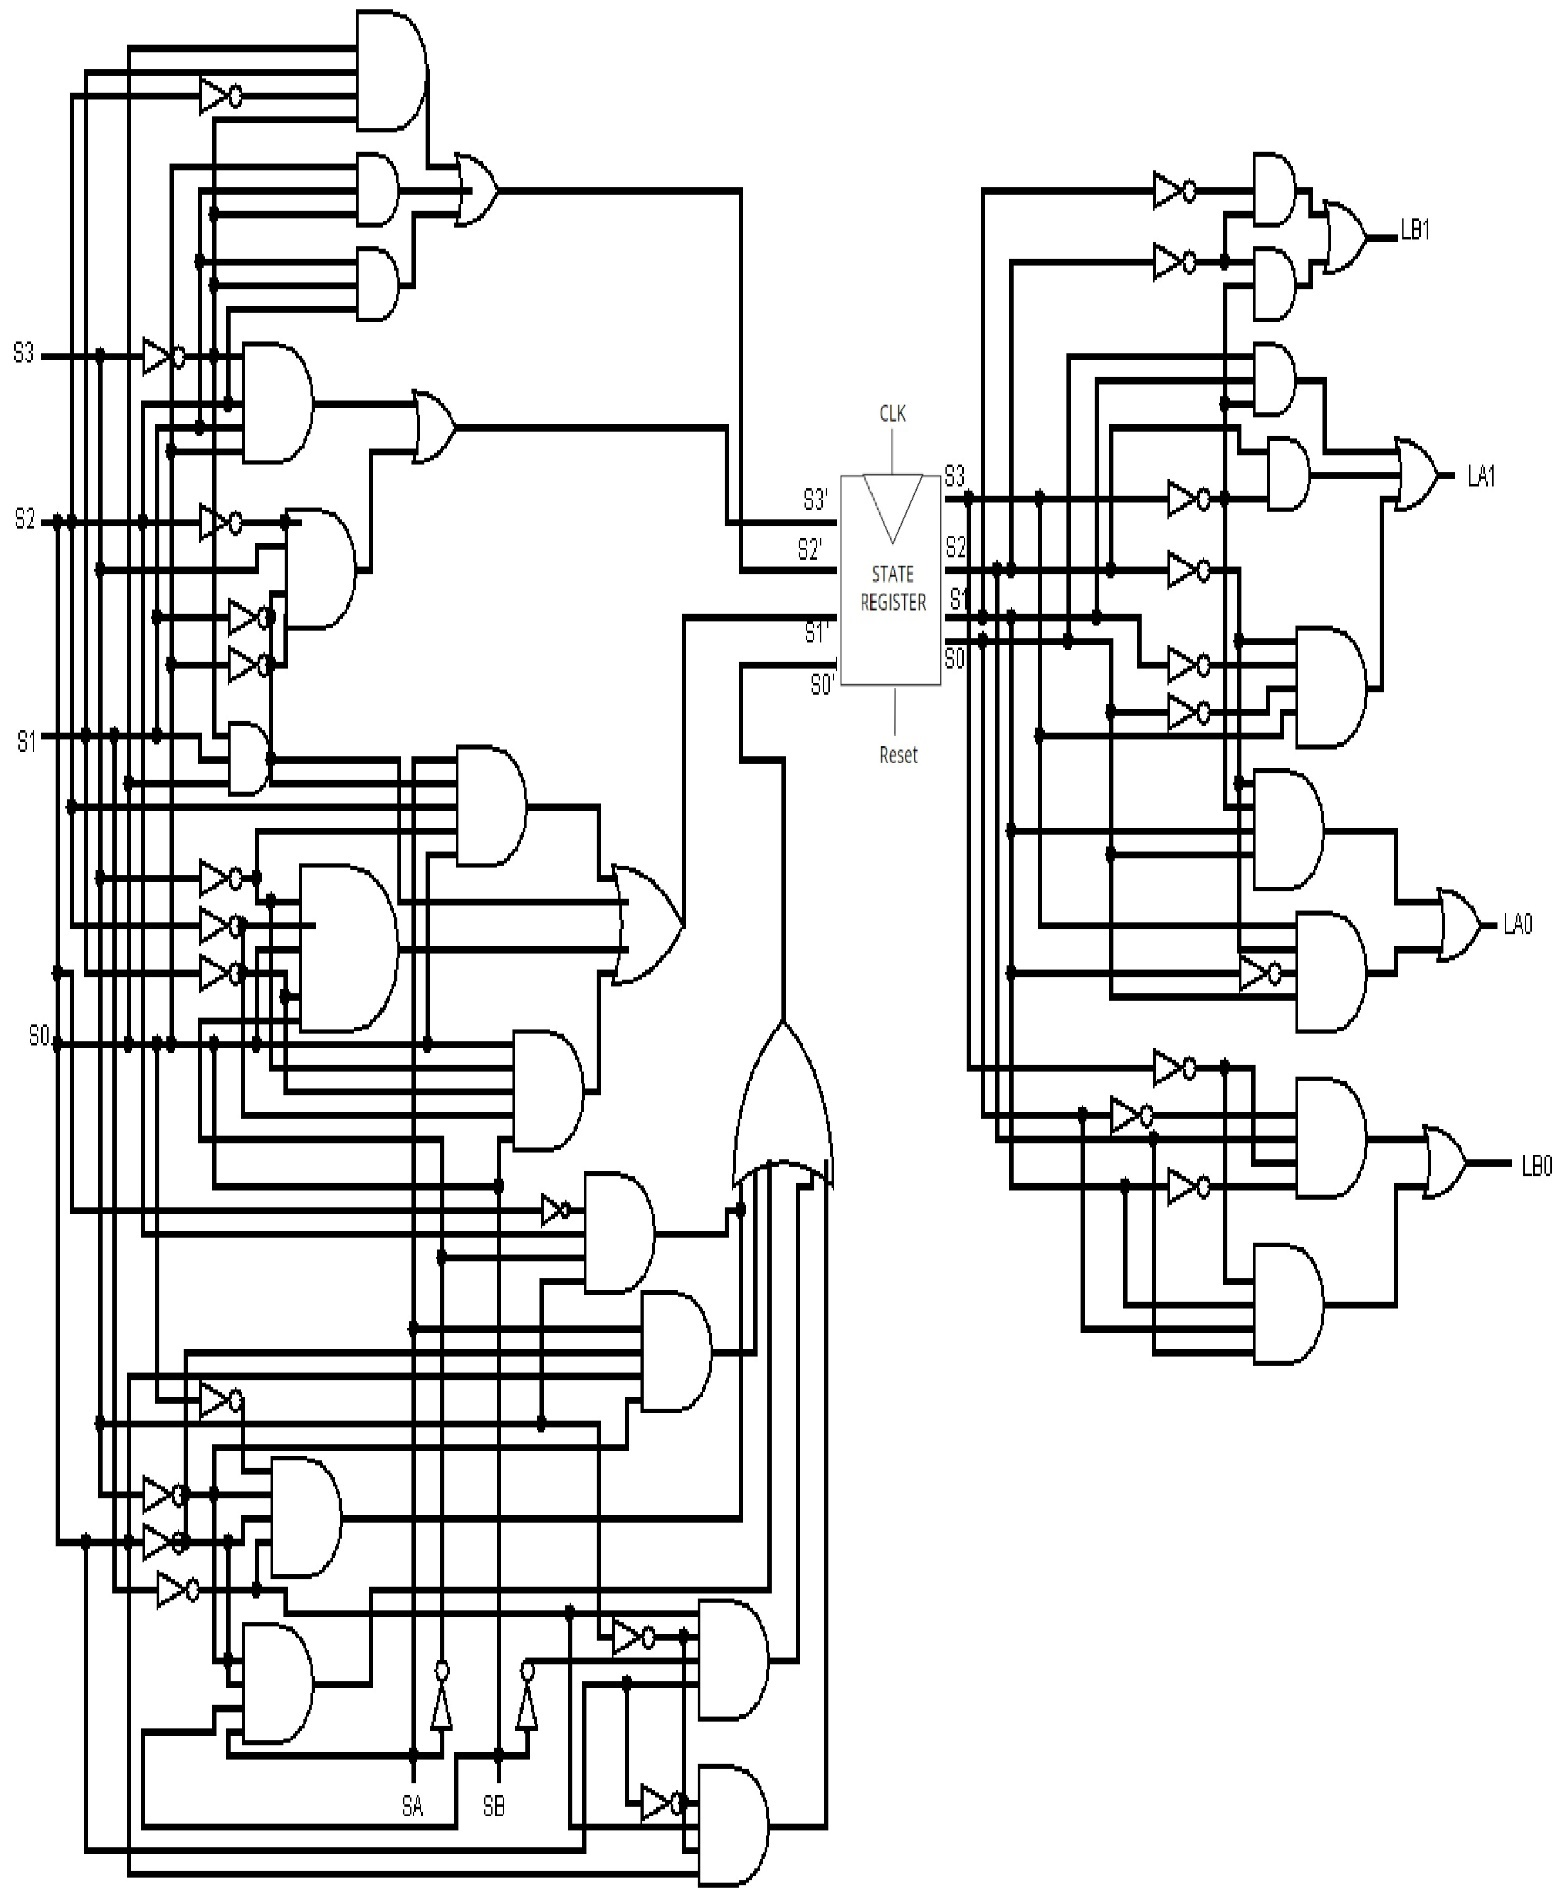 LB1
S3
CLK
S3
LA1
S3'
S2
S2
S2'
STATE
REGISTER
S1
S1'
S0
S0'
S1
Reset
LA0
S0
LB0
SA
SB